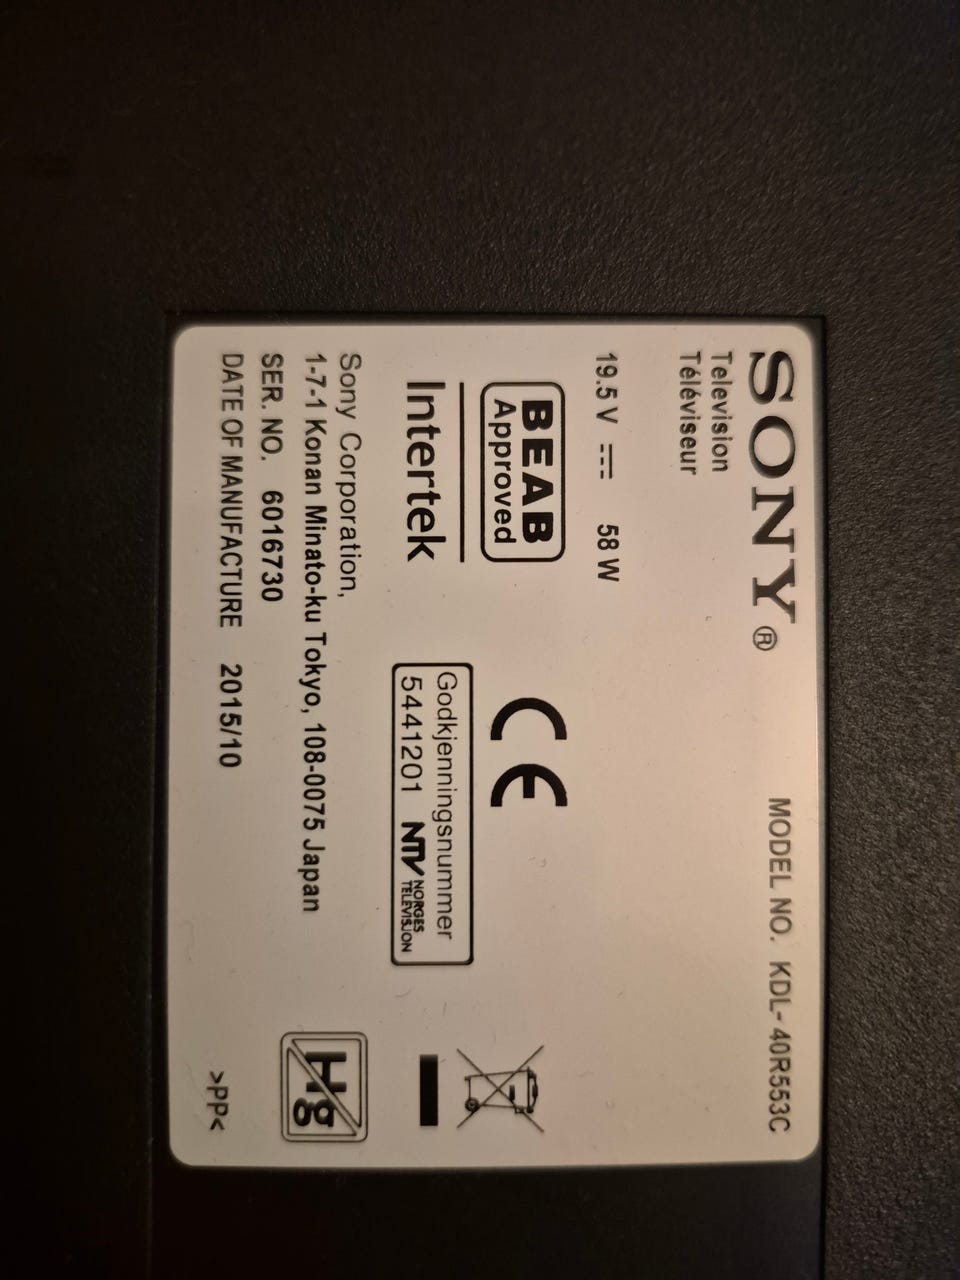 SONY®
MODEL NO. KDL-40R553C
Television
Téléviseur
19.5 V 58 W
BEAB
Approved
Intertek
CE
Godkjenningsnummer
5441201 NTV NORGES
TELEVISJON
Sony Corporation,
1-7-1 Konan Minato-ku Tokyo, 108-0075 Japan
SER. NO. 6016730
DATE OF MANUFACTURE 2015/10
Hg
>PP<